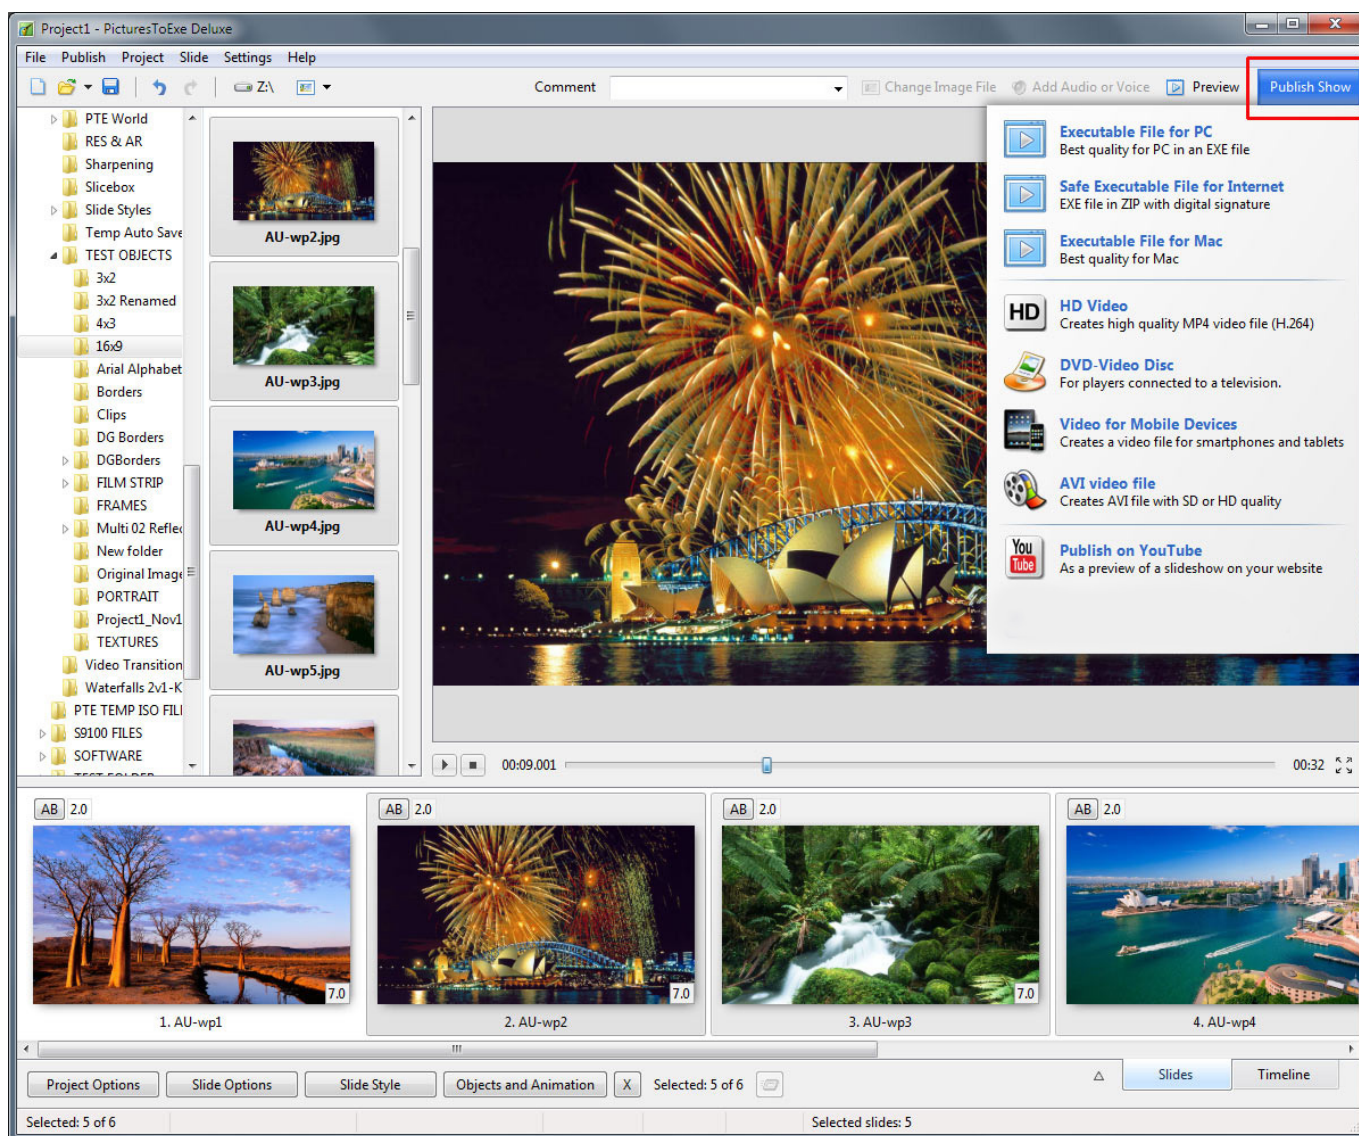 Project1 - PicturesToExe Deluxe
File Publish Project Slide Settings Help
Z:\ Comment Change Image File Add Audio or Voice Preview Publish Show
PTE World
RES & AR
Sharpening
Slicebox
Slide Styles
Temp Auto Save
TEST OBJECTS
3x2
3x2 Renamed
4x3
16x9
Arial Alphabet
Borders
Clips
DG Borders
DGBorders
FILM STRIP
FRAMES
Multi 02 Reflec
New folder
Original Image
PORTRAIT
Project1_Nov1
TEXTURES
Video Transition
Waterfalls 2v1-K
PTE TEMP ISO FIL
S9100 FILES
SOFTWARE
TEST FOLDER
AU-wp2.jpg
AU-wp3.jpg
AU-wp4.jpg
AU-wp5.jpg
Executable File for PC
Best quality for PC in an EXE file
Safe Executable File for Internet
EXE file in ZIP with digital signature
Executable File for Mac
Best quality for Mac
HD
HD Video
Creates high quality MP4 video file (H.264)
DVD-Video Disc
For players connected to a television.
Video for Mobile Devices
Creates a video file for smartphones and tablets
AVI video file
Creates AVI file with SD or HD quality
You Tube
Publish on YouTube
As a preview of a slideshow on your website
00:09.001 00:32
AB 2.0 AB 2.0 AB 2.0 AB 2.0
7.0 7.0 7.0
1. AU-wp1 2. AU-wp2 3. AU-wp3 4. AU-wp4
Project Options Slide Options Slide Style Objects and Animation X Selected: 5 of 6 Slides Timeline
Selected: 5 of 6 Selected slides: 5